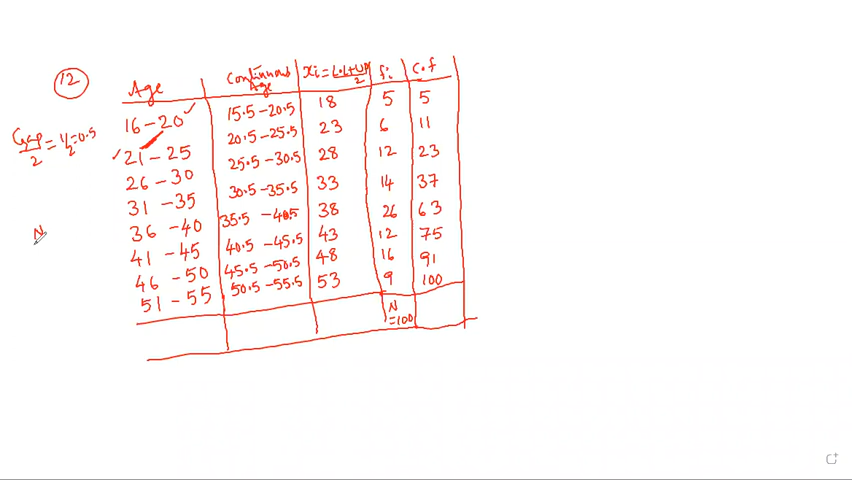 12
Age | Continuous Age | xi = L.L+U.L/2 | fi | C.f
16-20 ✓ | 15.5-20.5 | 18 | 5 | 5
Gap/2 = 1/2 = 0.5
✓ 21-25 | 20.5-25.5 | 23 | 6 | 11
26-30 | 25.5-30.5 | 28 | 12 | 23
31-35 | 30.5-35.5 | 33 | 14 | 37
36-40 | 35.5-40.5 | 38 | 26 | 63
41-45 | 40.5-45.5 | 43 | 12 | 75
46-50 | 45.5-50.5 | 48 | 16 | 91
51-55 | 50.5-55.5 | 53 | 9 | 100
N
=100
N